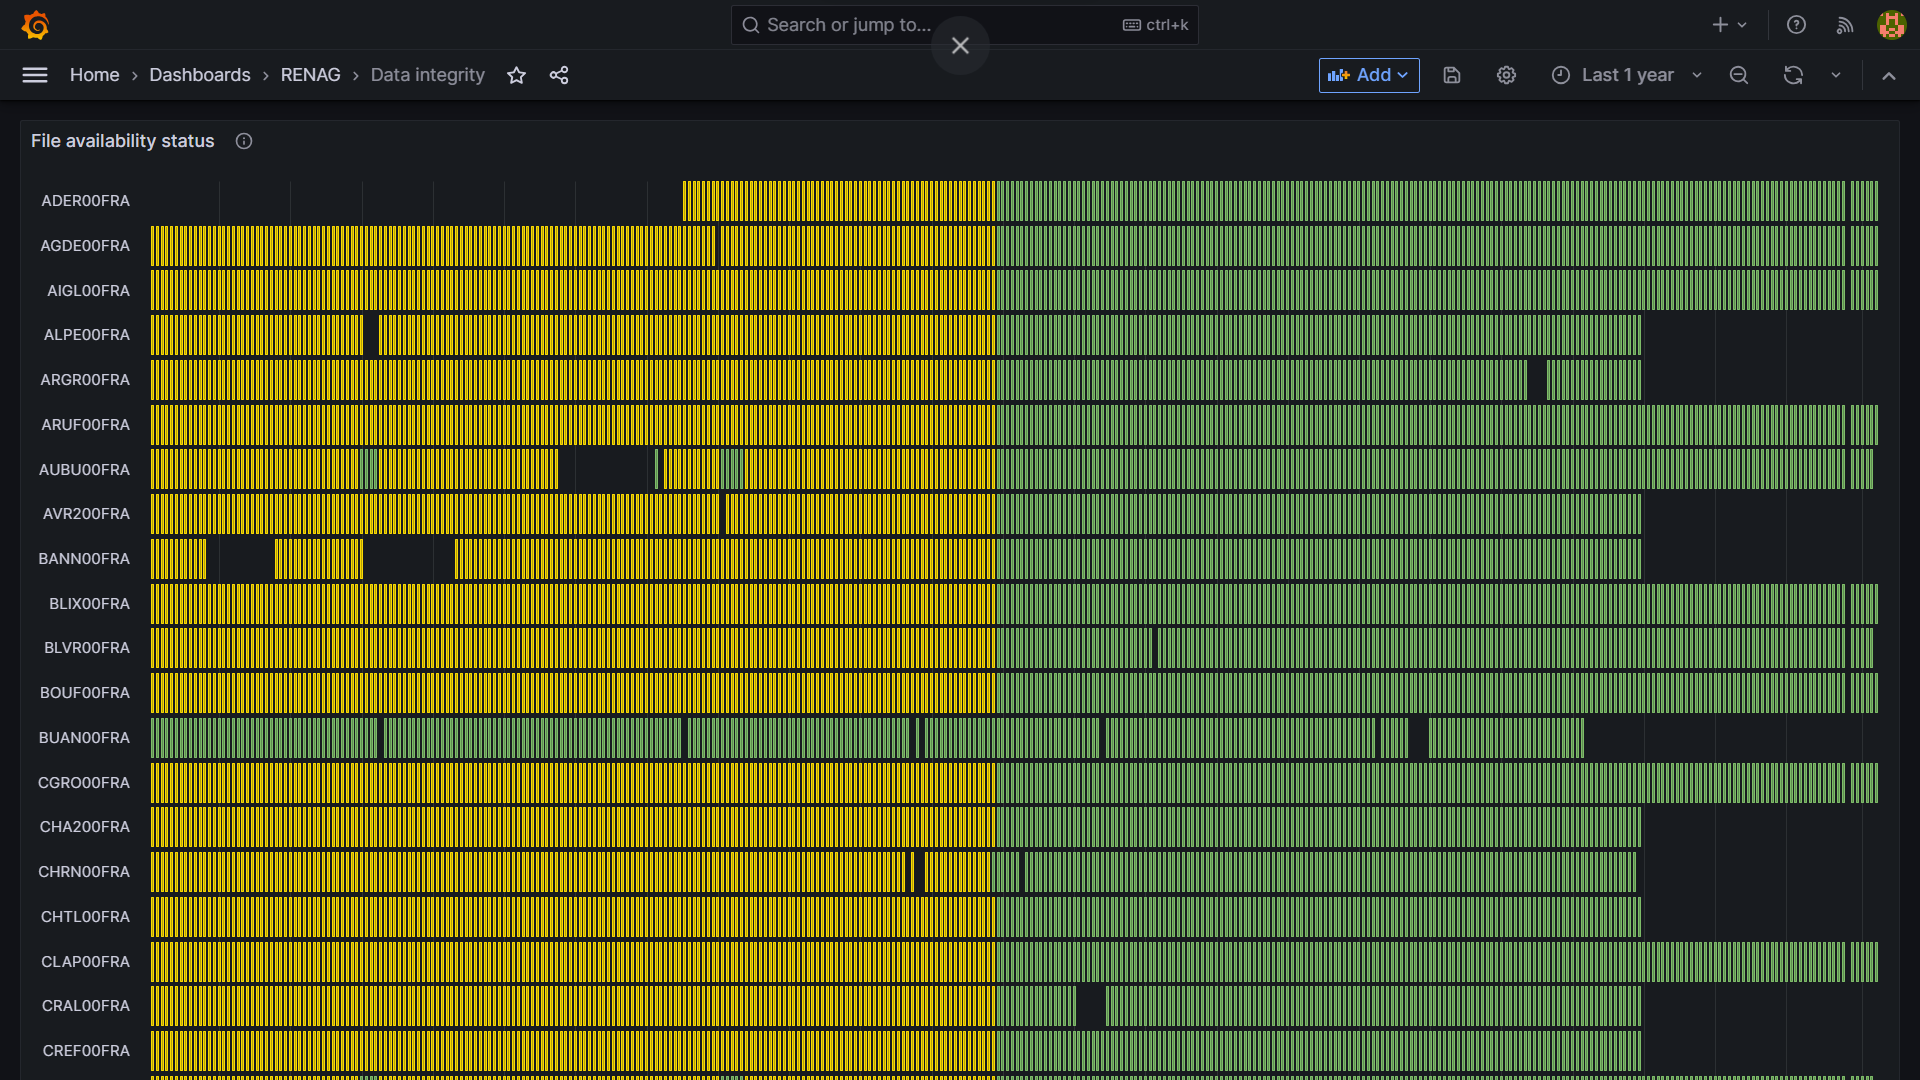 Search or jump to...
ctrl+k
Home
Dashboards
RENAG
Data integrity
Add
Last 1 year
File availability status
ADER00FRA
AGDE00FRA
AIGL00FRA
ALPE00FRA
ARGR00FRA
ARUF00FRA
AUBU00FRA
AVR200FRA
BANN00FRA
BLIX00FRA
BLVR00FRA
BOUF00FRA
BUAN00FRA
CGRO00FRA
CHA200FRA
CHRN00FRA
CHTL00FRA
CLAP00FRA
CRAL00FRA
CREF00FRA